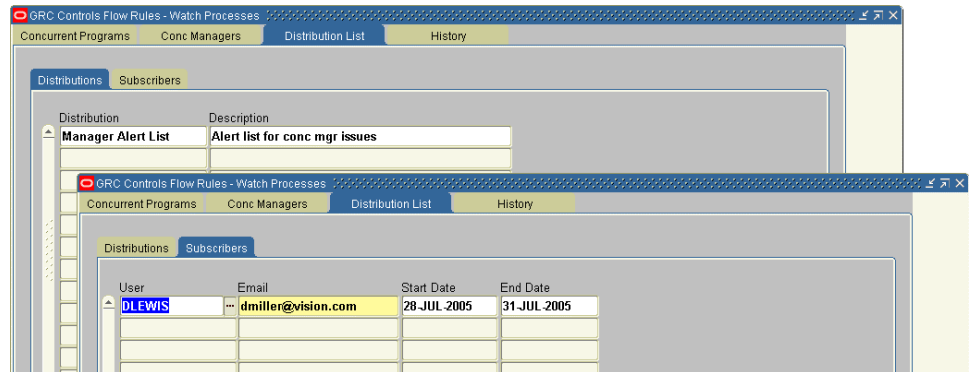 GRC Controls Flow Rules - Watch Processes
Concurrent Programs Conc Managers Distribution List History
Distributions Subscribers
Distribution Description
Manager Alert List Alert list for conc mgr issues
GRC Controls Flow Rules - Watch Processes
Concurrent Programs Conc Managers Distribution List History
Distributions Subscribers
User Email Start Date End Date
DLEWIS ... dmiller@vision.com 28-JUL-2005 31-JUL-2005